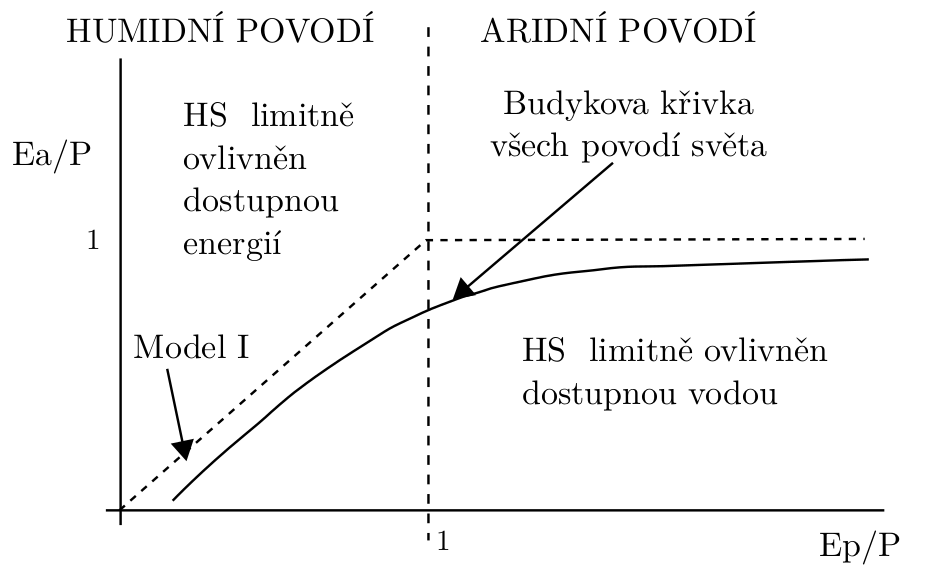 HUMIDNÍ POVODÍ
ARIDNÍ POVODÍ
HS limitně
ovlivněn
dostupnou
energií
Budykova křivka
všech povodí světa
Ea/P
1
Model I
HS limitně ovlivněn
dostupnou vodou
1
Ep/P